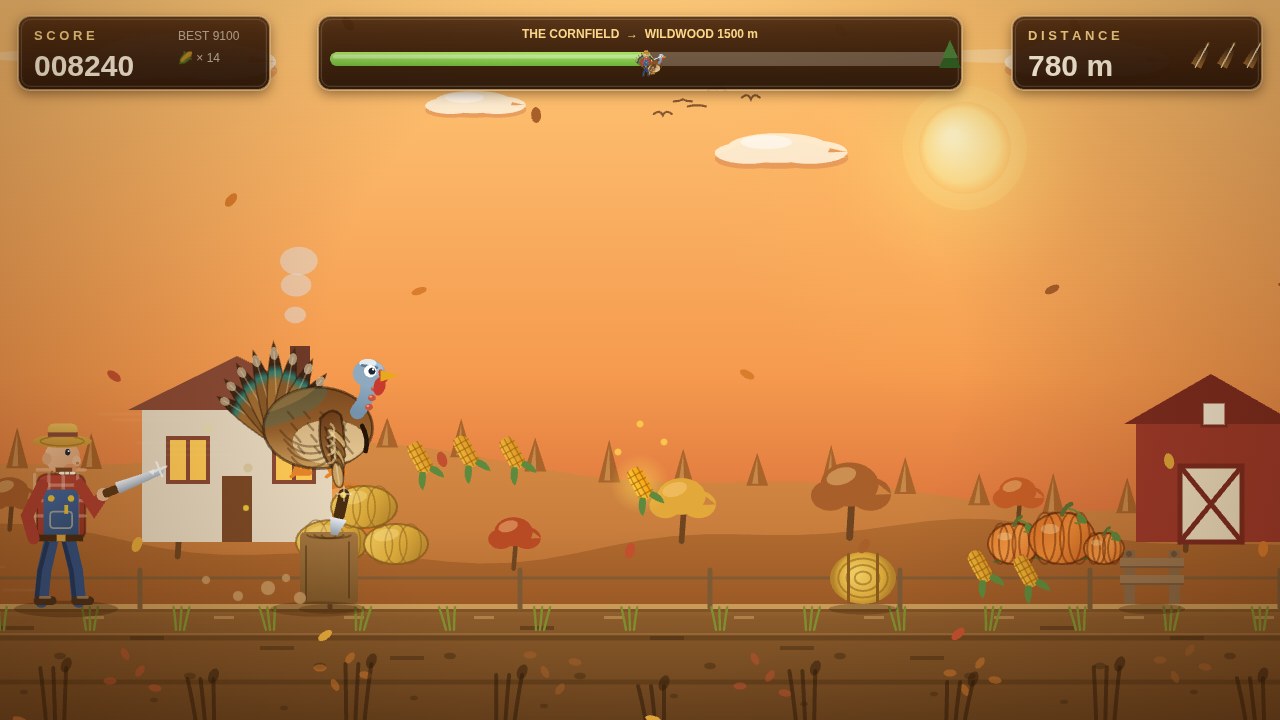 SCORE
BEST 9100
008240
× 14
THE CORNFIELD → WILDWOOD 1500 m
DISTANCE
780 m